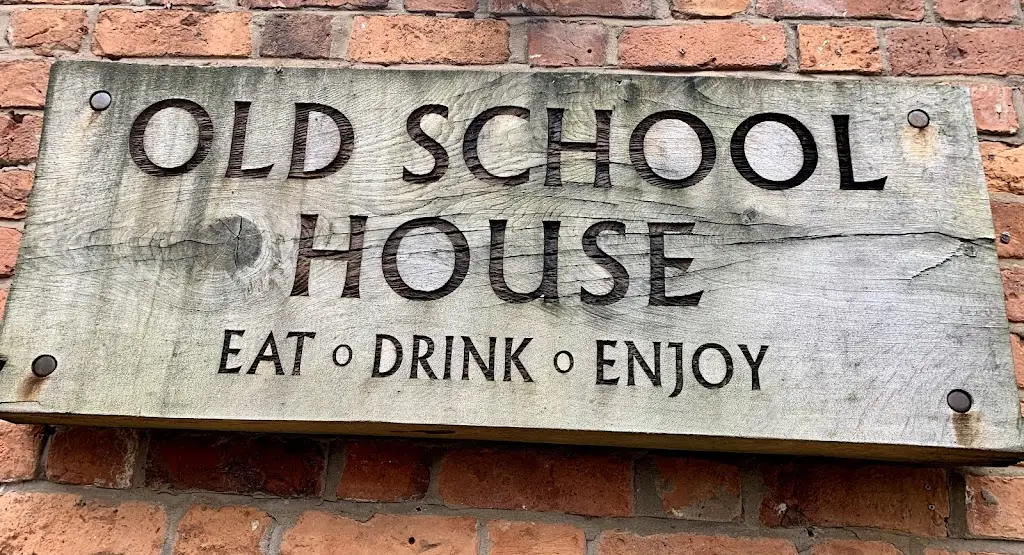 OLD SCHOOL
HOUSE
EAT o DRINK o ENJOY